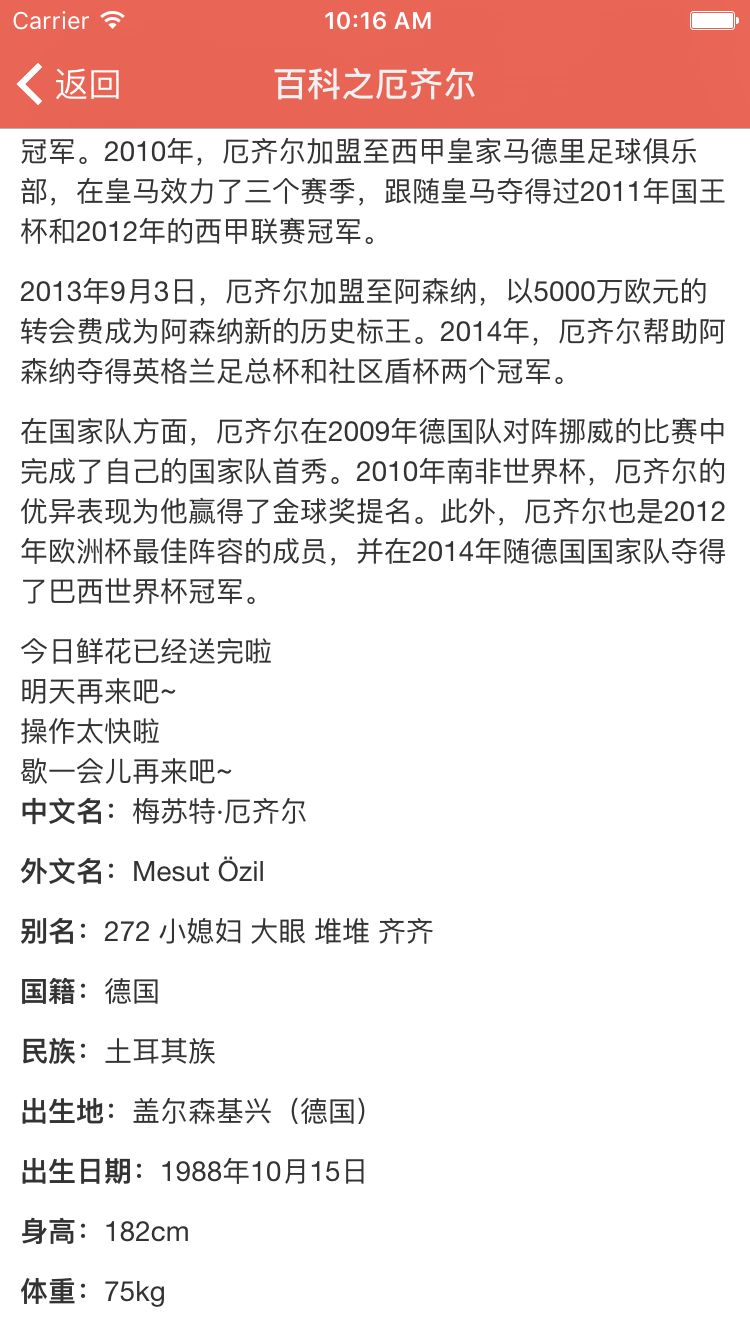 Carrier 10:16 AM
返回 百科之厄齐尔
冠军。2010年，厄齐尔加盟至西甲皇家马德里足球俱乐
部，在皇马效力了三个赛季，跟随皇马夺得过2011年国王
杯和2012年的西甲联赛冠军。
2013年9月3日，厄齐尔加盟至阿森纳，以5000万欧元的
转会费成为阿森纳新的历史标王。2014年，厄齐尔帮助阿
森纳夺得英格兰足总杯和社区盾杯两个冠军。
在国家队方面，厄齐尔在2009年德国队对阵挪威的比赛中
完成了自己的国家队首秀。2010年南非世界杯，厄齐尔的
优异表现为他赢得了金球奖提名。此外，厄齐尔也是2012
年欧洲杯最佳阵容的成员，并在2014年随德国国家队夺得
了巴西世界杯冠军。
今日鲜花已经送完啦
明天再来吧~
操作太快啦
歇一会儿再来吧~
中文名：梅苏特·厄齐尔
外文名：Mesut Özil
别名：272 小媳妇 大眼 堆堆 齐齐
国籍：德国
民族：土耳其族
出生地：盖尔森基兴（德国）
出生日期：1988年10月15日
身高：182cm
体重：75kg